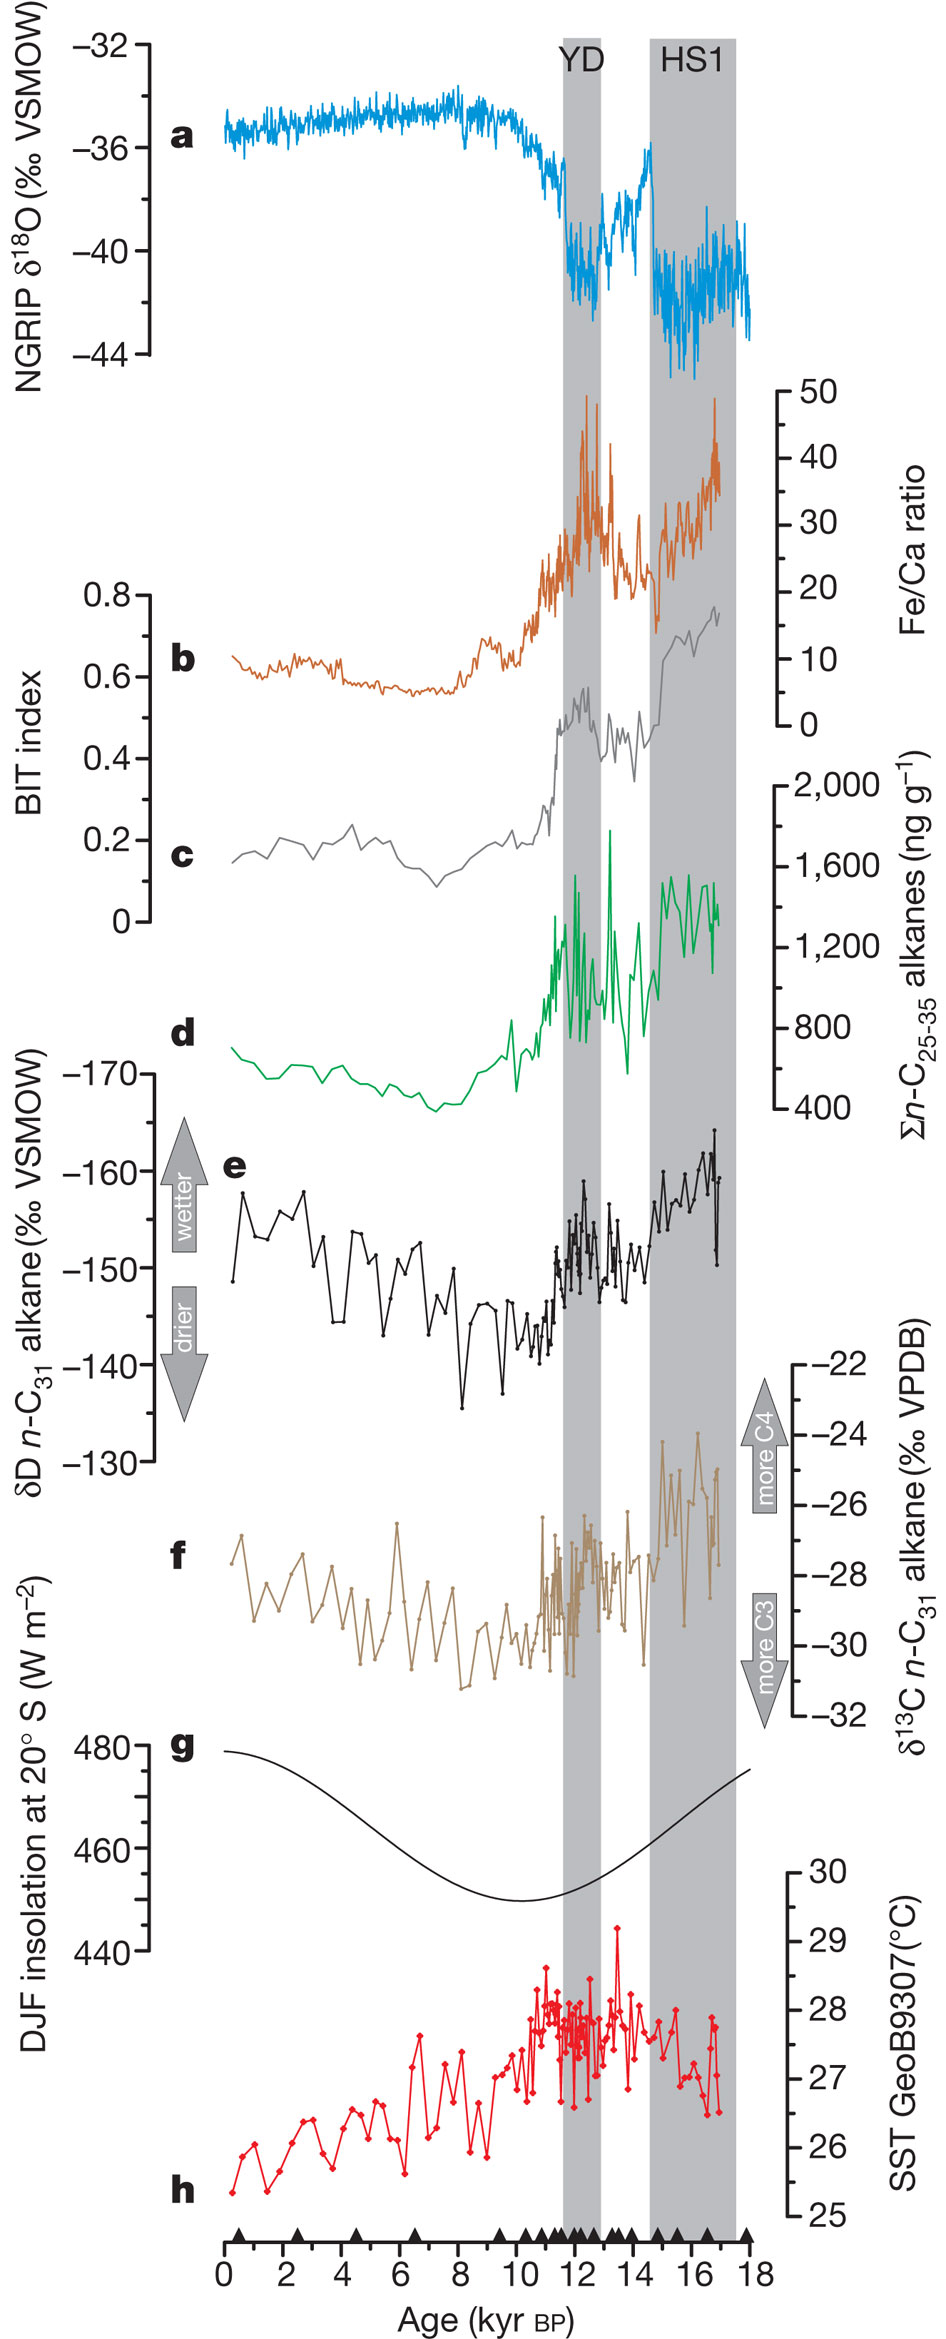 YD HS1
a
NGRIP δ18O (‰ VSMOW)
–32
–36
–40
–44
b
Fe/Ca ratio
50
40
30
20
10
0
c
BIT index
0.8
0.6
0.4
0.2
0
d
Σn-C25-35 alkanes (ng g–1)
2,000
1,600
1,200
800
400
e
δD n-C31 alkane (‰ VSMOW)
–170
–160
–150
–140
–130
wetter
drier
f
δ13C n-C31 alkane (‰ VPDB)
–22
–24
–26
–28
–30
–32
more C4
more C3
g
DJF insolation at 20° S (W m–2)
480
460
440
h
SST GeoB9307(°C)
30
29
28
27
26
25
0 2 4 6 8 10 12 14 16 18
Age (kyr BP)